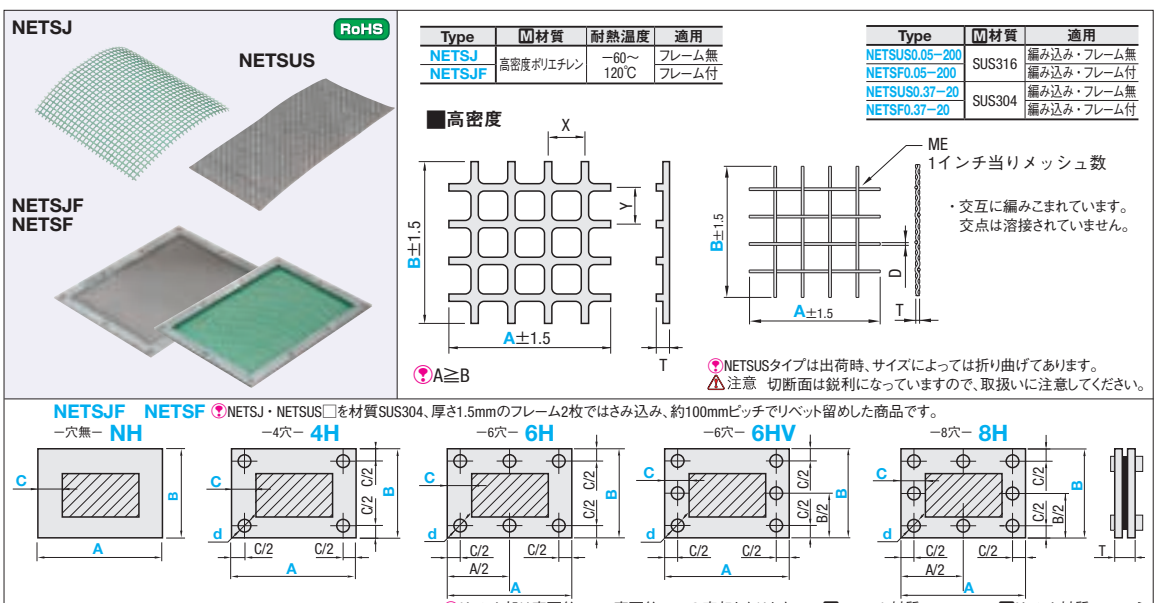 NETSJ
RoHS
NETSUS
NETSJF
NETSF
Type M材質 耐熱温度 適用
NETSJ 高密度ポリエチレン −60〜120℃ フレーム無
NETSJF フレーム付
Type M材質 適用
NETSUS0.05−200 SUS316 編み込み・フレーム無
NETSF0.05−200 編み込み・フレーム付
NETSUS0.37−20 SUS304 編み込み・フレーム無
NETSF0.37−20 編み込み・フレーム付
■高密度
X
Y
B±1.5
A±1.5
T
A≧B
ME
1インチ当りメッシュ数
・交互に編みこまれています。
交点は溶接されていません。
B±1.5
D
A±1.5
T
NETSUSタイプは出荷時、サイズによっては折り曲げてあります。
注意 切断面は鋭利になっていますので、取扱いに注意してください。
NETSJF NETSF NETSJ・NETSUS□を材質SUS304、厚さ1.5mmのフレーム2枚ではさみ込み、約100mmピッチでリベット留めした商品です。
−穴無− NH
C
B
A
−4穴− 4H
C
C/2
C/2
B
d
C/2 C/2
A
−6穴− 6H
C
C/2
C/2
B
d
C/2 C/2
A/2
A
−6穴− 6HV
C
C/2
C/2
B/2
B
d
C/2 C/2
A
−8穴− 8H
C
C/2
C/2
B/2
B
d
C/2 C/2
A/2
A
T